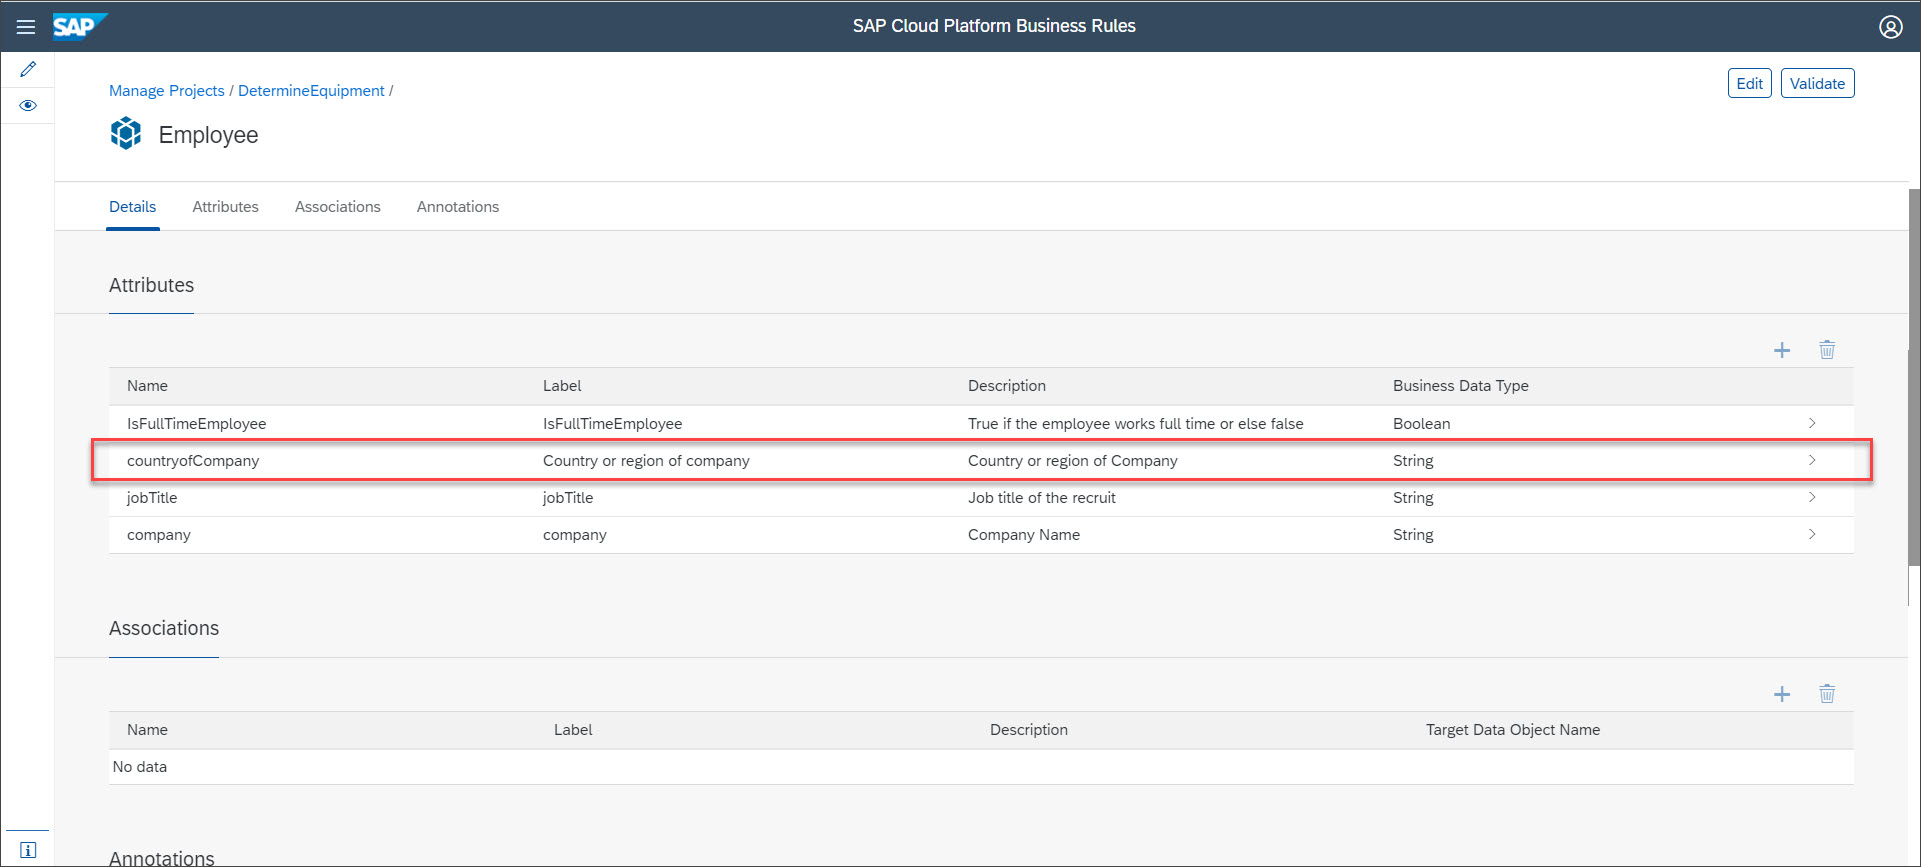 SAP SAP Cloud Platform Business Rules
Manage Projects / DetermineEquipment /
Edit Validate
Employee
Details Attributes Associations Annotations
Attributes
Name Label Description Business Data Type
IsFullTimeEmployee IsFullTimeEmployee True if the employee works full time or else false Boolean
countryofCompany Country or region of company Country or region of Company String
jobTitle jobTitle Job title of the recruit String
company company Company Name String
Associations
Name Label Description Target Data Object Name
No data
Annotations